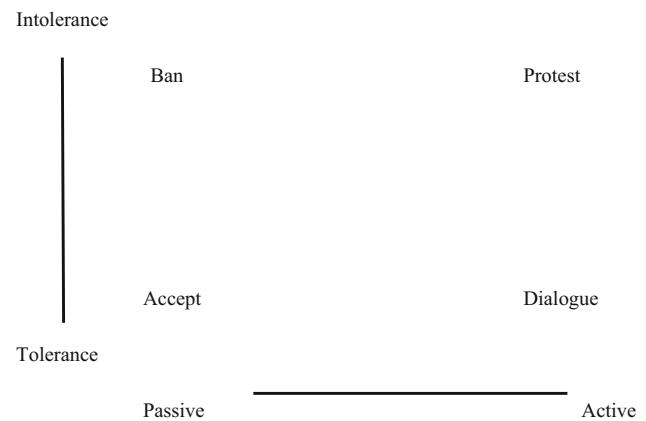 Intolerance
Ban Protest
Accept Dialogue
Tolerance
Passive Active